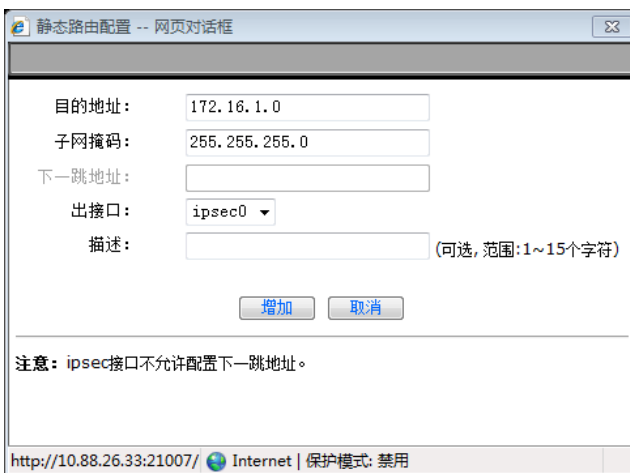 静态路由配置 -- 网页对话框
目的地址: 172.16.1.0
子网掩码: 255.255.255.0
下一跳地址:
出接口: ipsec0
描述: (可选,范围:1~15个字符)
增加 取消
注意: ipsec接口不允许配置下一跳地址。
http://10.88.26.33:21007/ Internet | 保护模式: 禁用